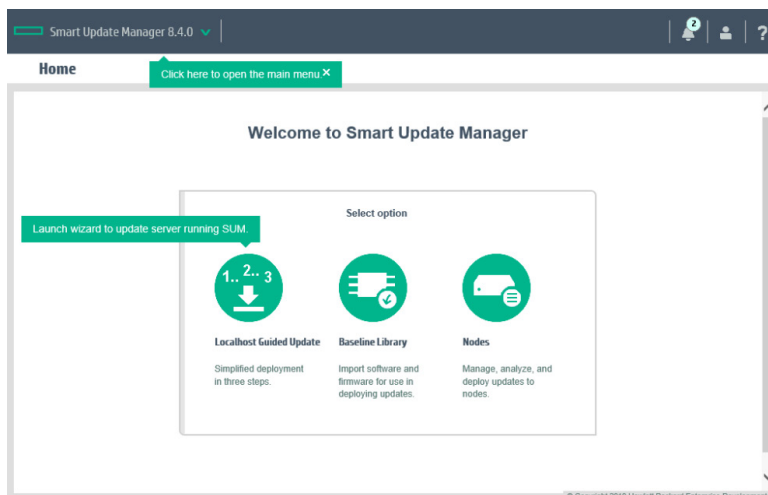 Smart Update Manager 8.4.0
2
?
Home
Click here to open the main menu.
Welcome to Smart Update Manager
Select option
Launch wizard to update server running SUM.
1.. 2.. 3
Localhost Guided Update
Baseline Library
Nodes
Simplified deployment
in three steps.
Import software and
firmware for use in
deploying updates.
Manage, analyze, and
deploy updates to
nodes.